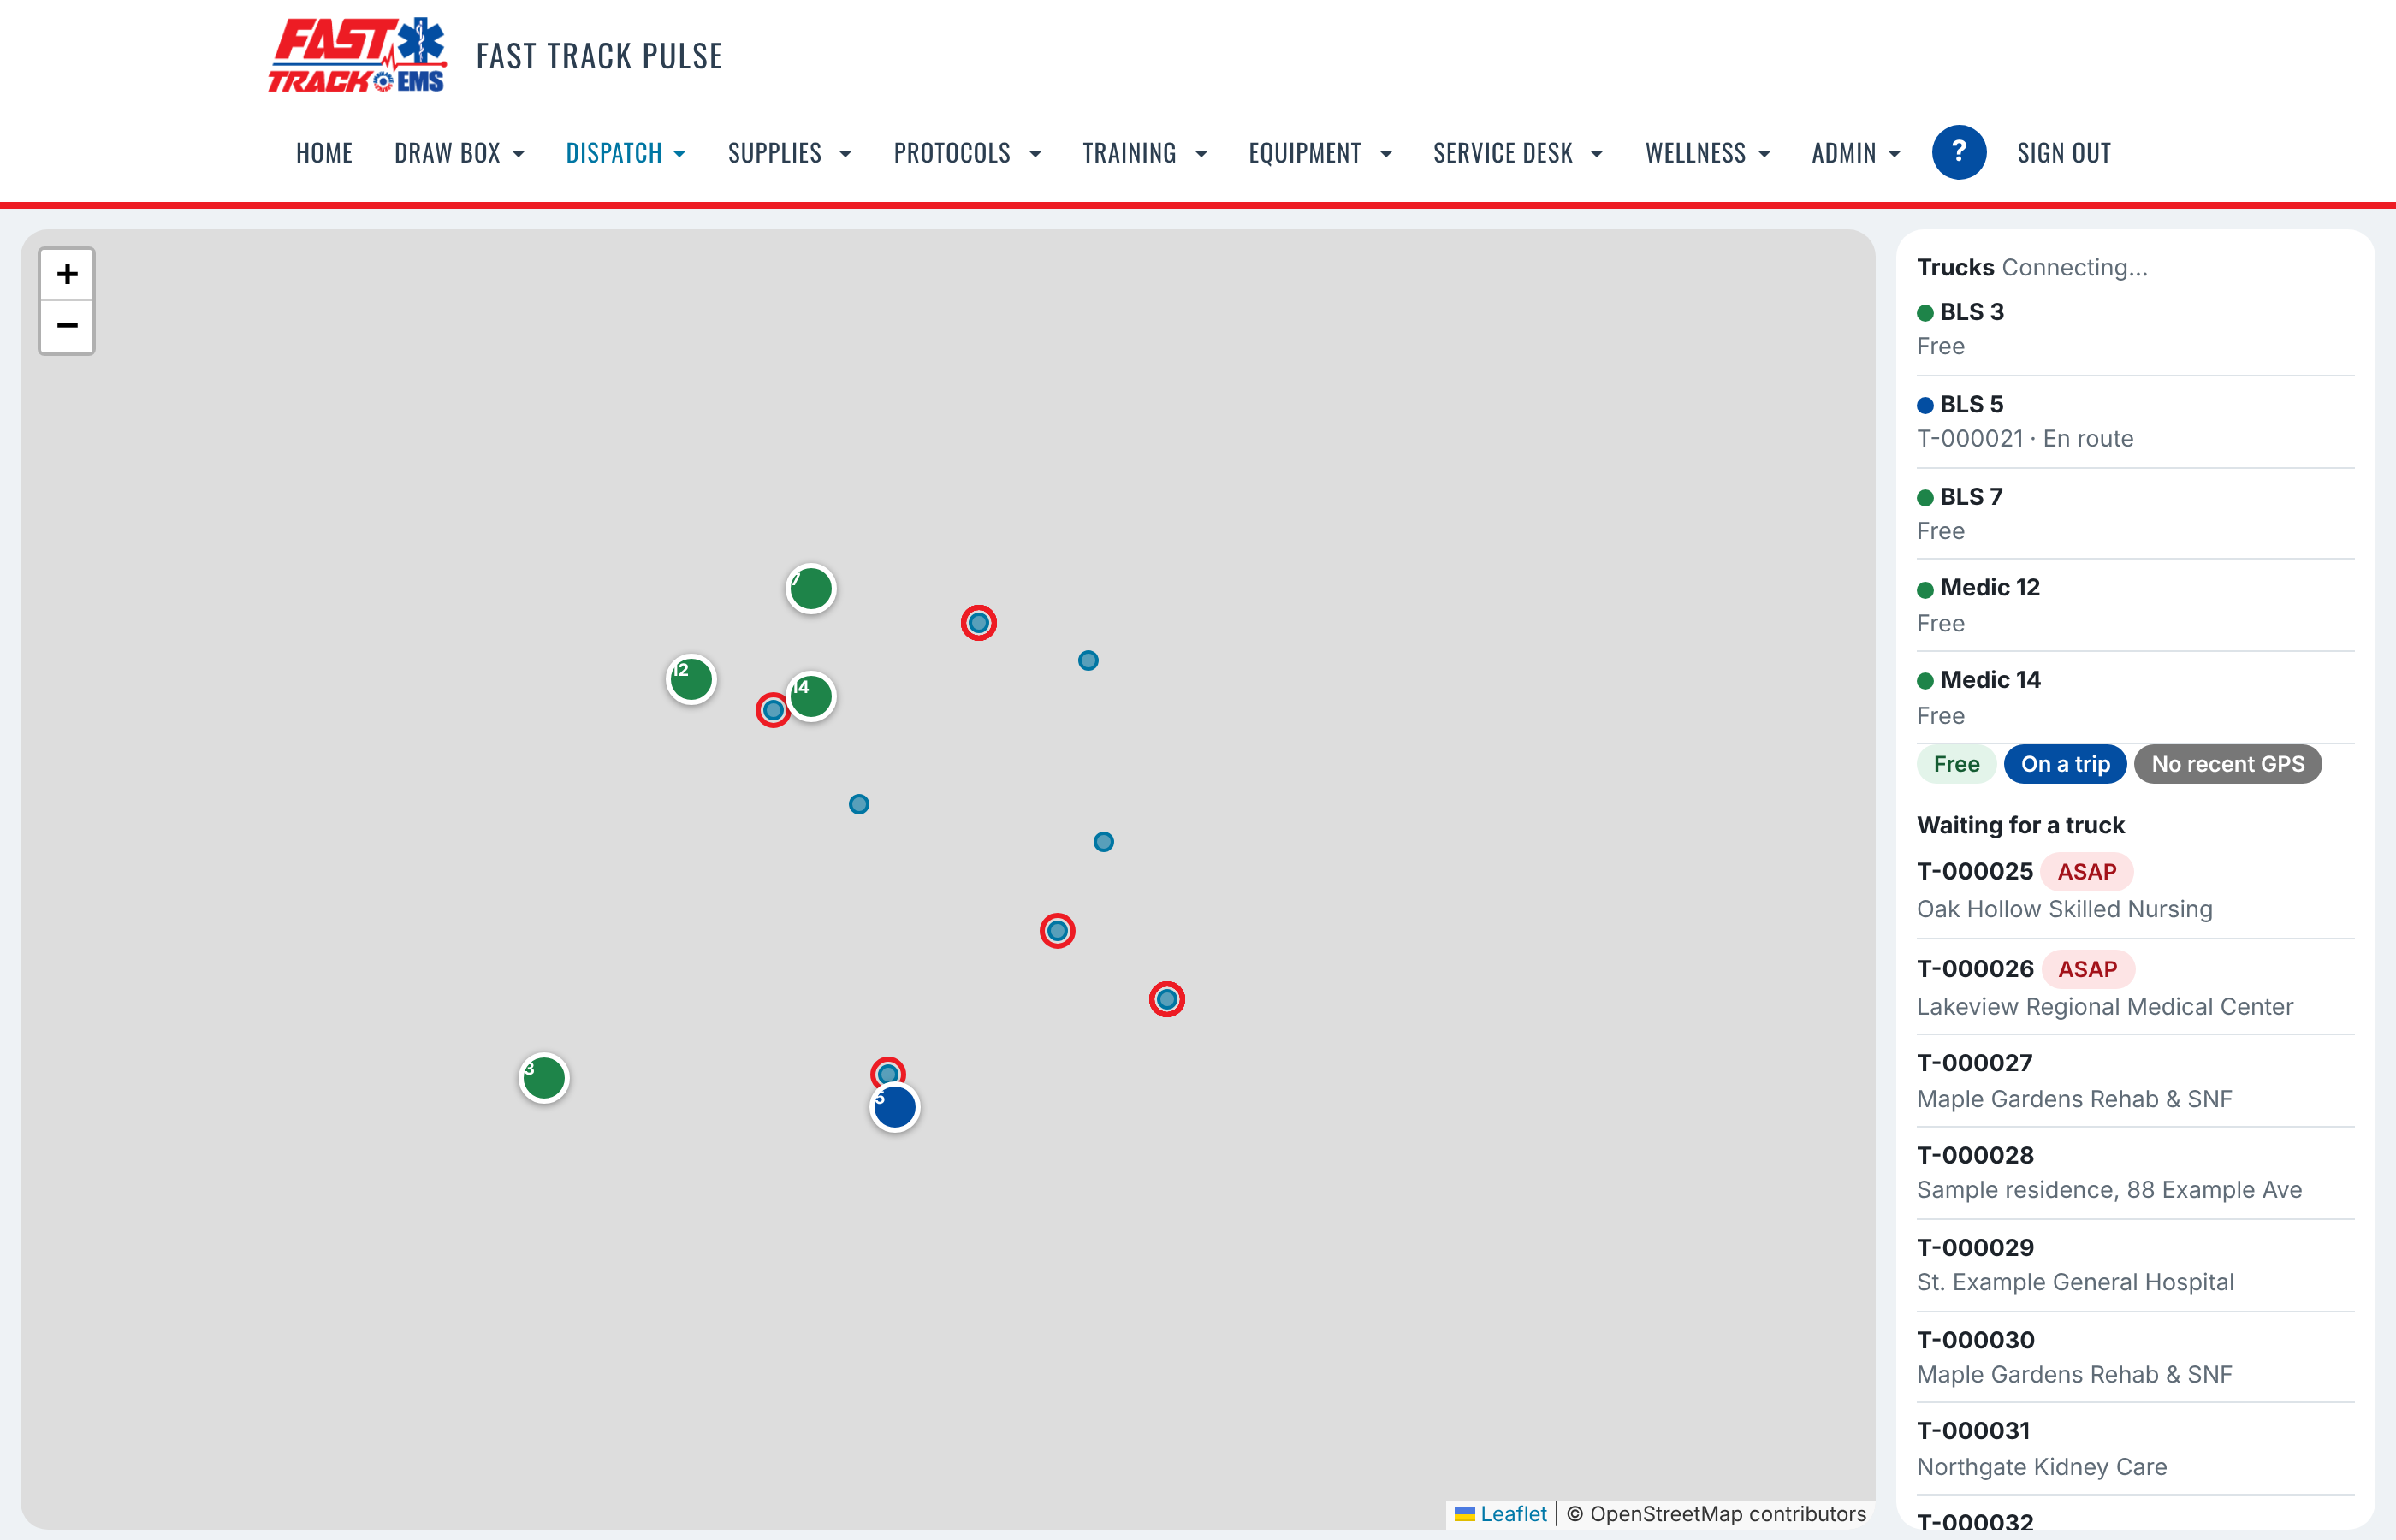 FAST
TRACK EMS
FAST TRACK PULSE
HOME DRAW BOX DISPATCH SUPPLIES PROTOCOLS TRAINING EQUIPMENT SERVICE DESK WELLNESS ADMIN ? SIGN OUT
+
−
7
12
14
3
5
Leaflet | © OpenStreetMap contributors
Trucks Connecting...
BLS 3
Free
BLS 5
T-000021 · En route
BLS 7
Free
Medic 12
Free
Medic 14
Free
Free On a trip No recent GPS
Waiting for a truck
T-000025 ASAP
Oak Hollow Skilled Nursing
T-000026 ASAP
Lakeview Regional Medical Center
T-000027
Maple Gardens Rehab & SNF
T-000028
Sample residence, 88 Example Ave
T-000029
St. Example General Hospital
T-000030
Maple Gardens Rehab & SNF
T-000031
Northgate Kidney Care
T-000032